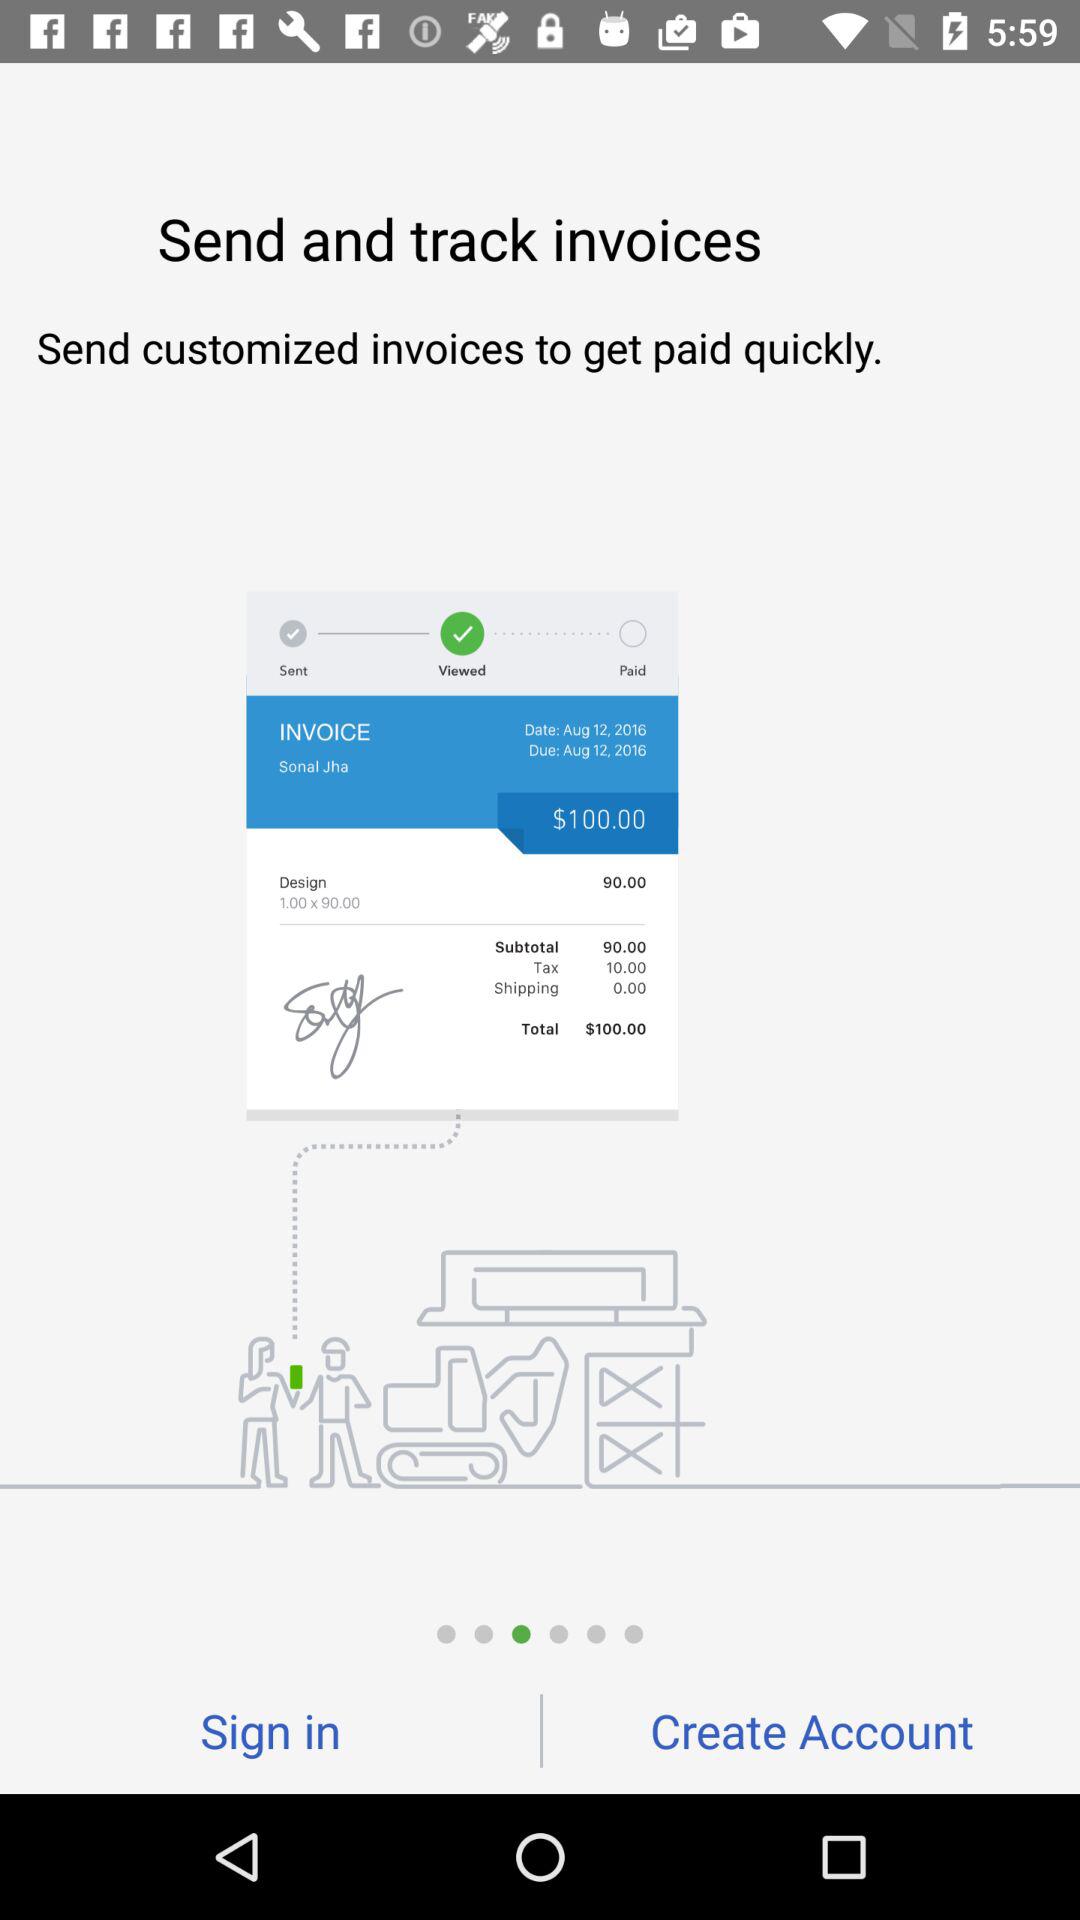 FAKE
5:59
Send and track invoices
Send customized invoices to get paid quickly.
Sent Viewed Paid
INVOICE Date: Aug 12, 2016
Due: Aug 12, 2016
Sonal Jha
$100.00
Design 90.00
1.00 x 90.00
Subtotal 90.00
Tax 10.00
Shipping 0.00
Total $100.00
Sign in Create Account